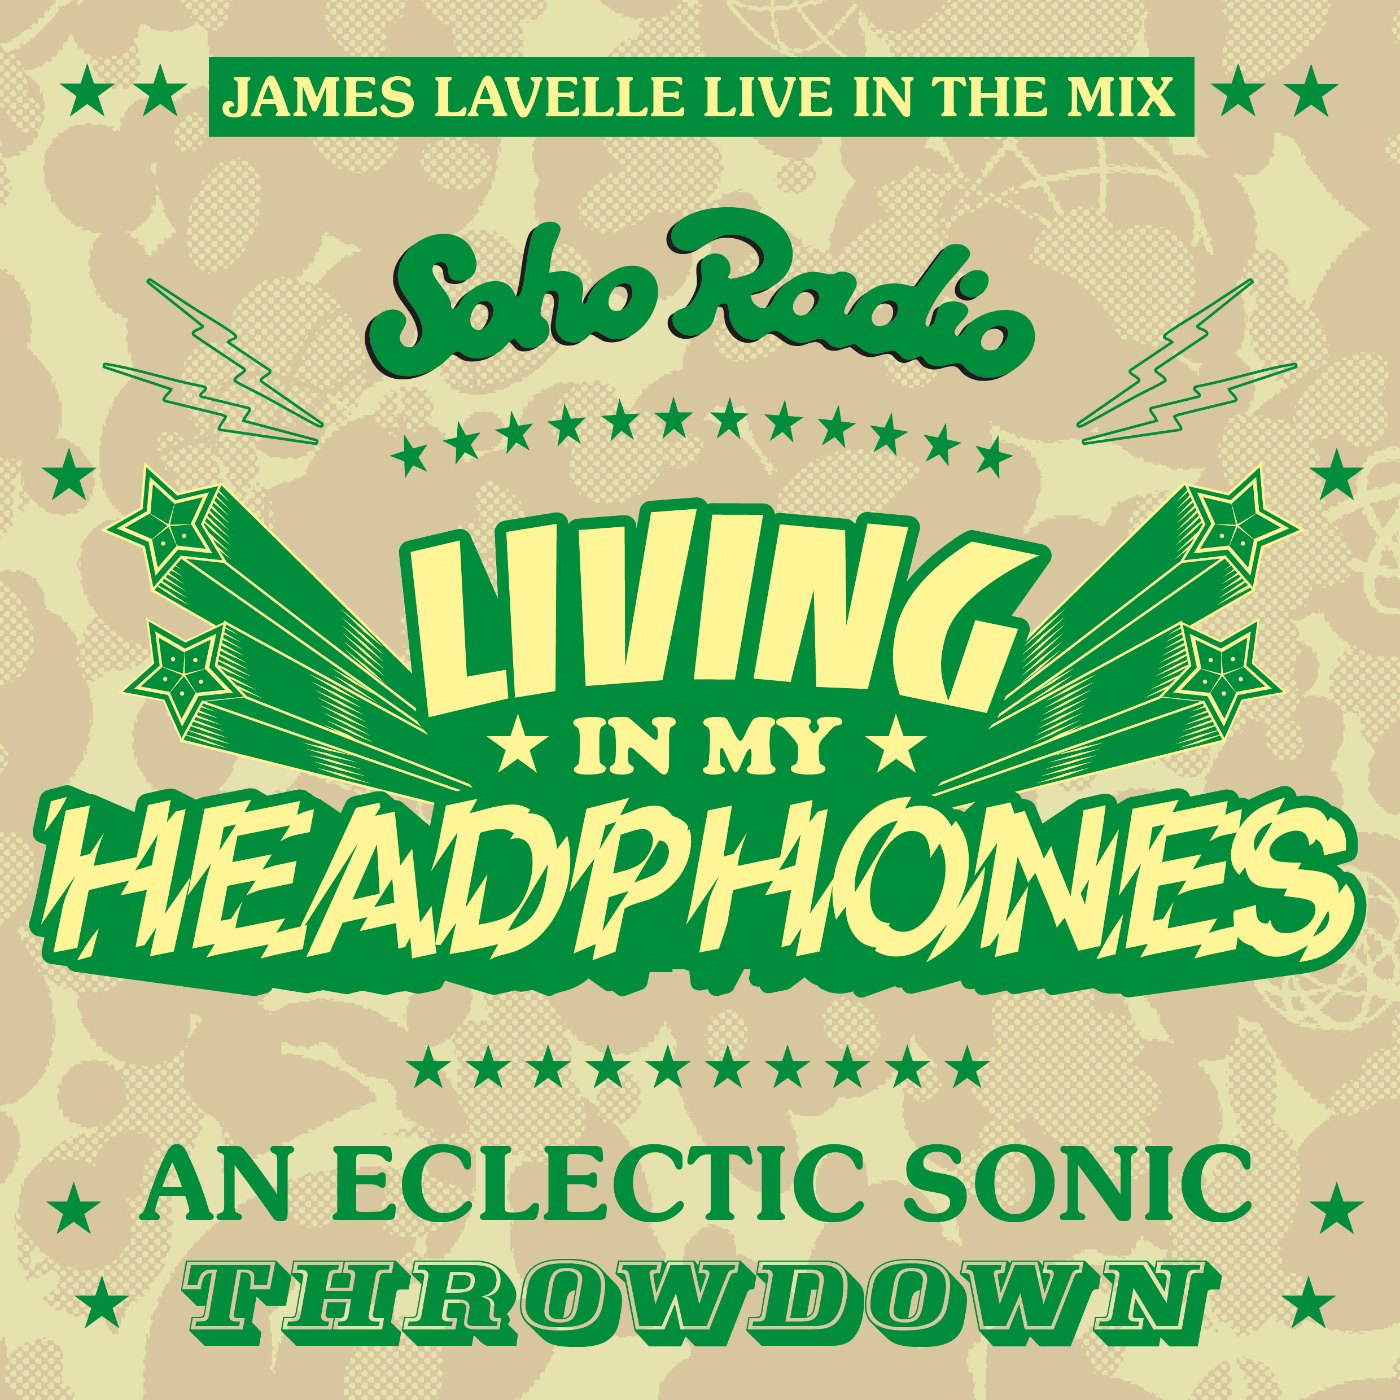 JAMES LAVELLE LIVE IN THE MIX
Soho Radio
LIVING
IN MY
HEADPHONES
AN ECLECTIC SONIC
THROWDOWN